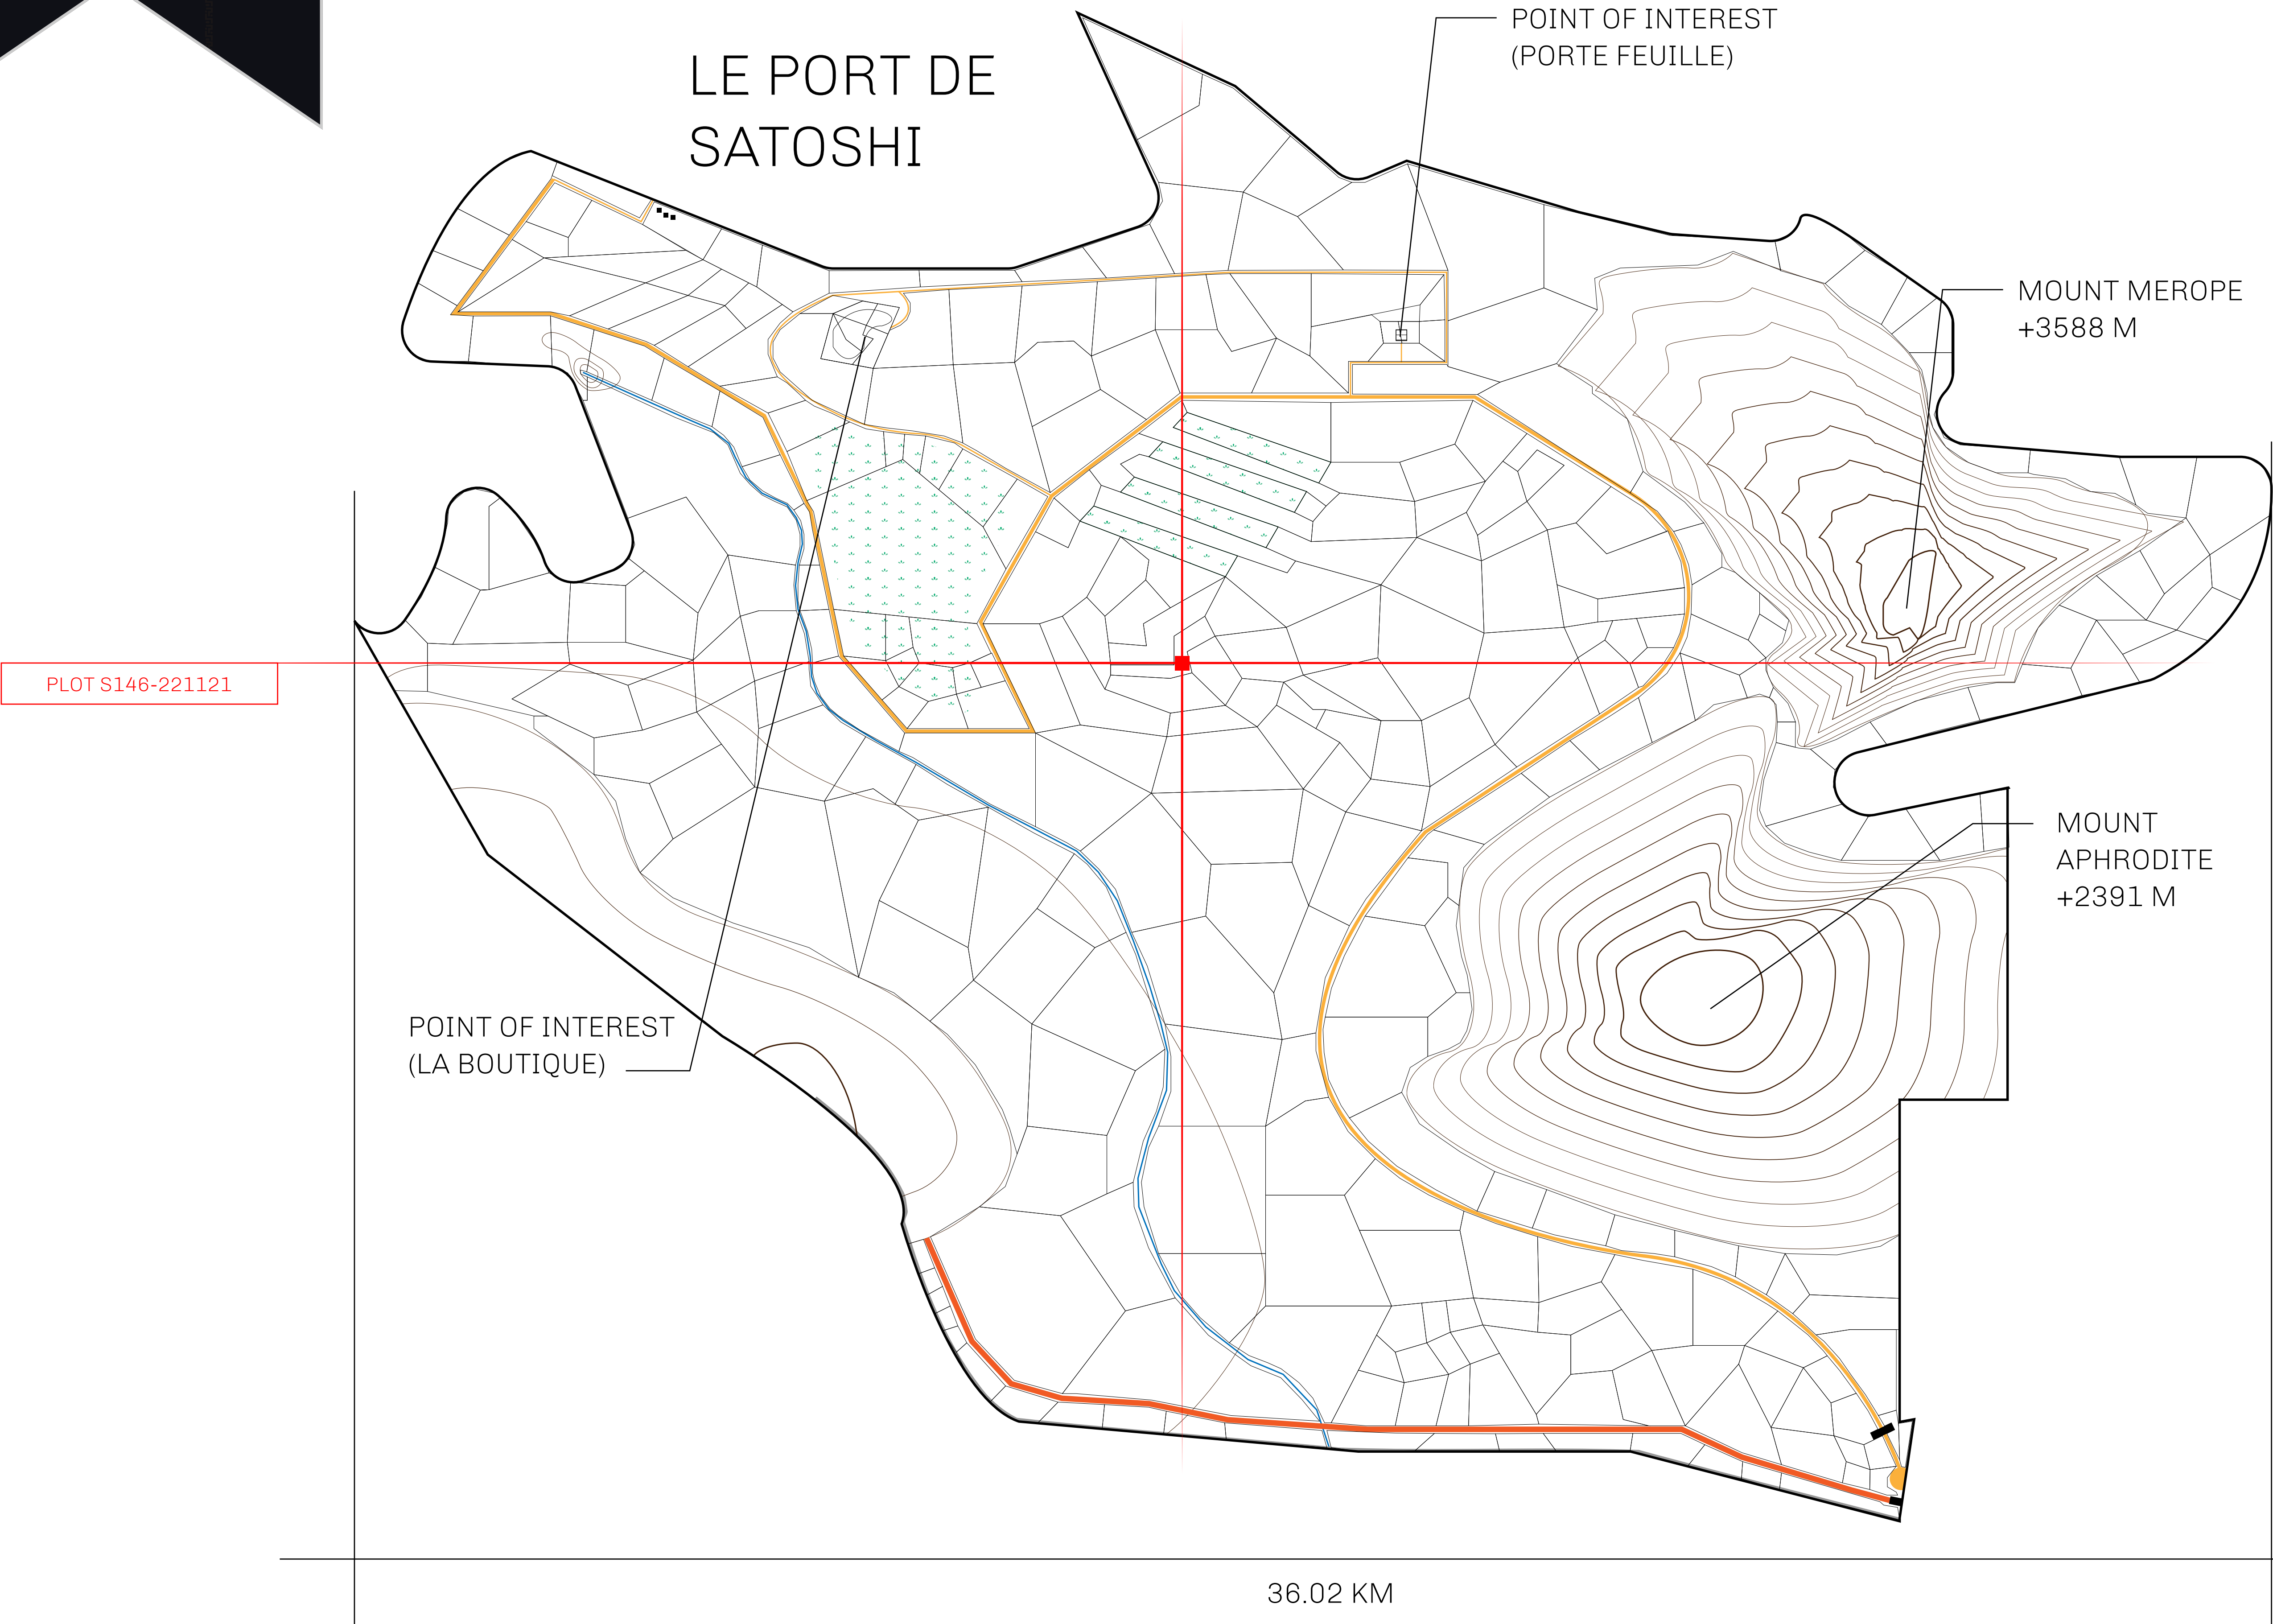 POINT OF INTEREST
(PORTE FEUILLE)
LE PORT DE
SATOSHI
MOUNT MEROPE
+3588 M
PLOT S146-221121
MOUNT
APHRODITE
+2391 M
POINT OF INTEREST
(LA BOUTIQUE)
36.02 KM